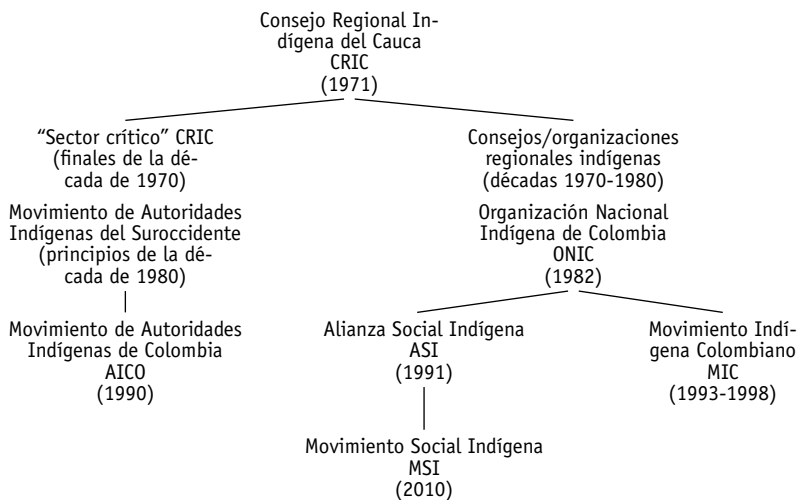 Consejo Regional In-
dígena del Cauca
CRIC
(1971)
“Sector crítico” CRIC
(finales de la dé-
cada de 1970)
Consejos/organizaciones
regionales indígenas
(décadas 1970-1980)
Movimiento de Autoridades
Indígenas del Suroccidente
(principios de la dé-
cada de 1980)
Organización Nacional
Indígena de Colombia
ONIC
(1982)
Movimiento de Autoridades
Indígenas de Colombia
AICO
(1990)
Alianza Social Indígena
ASI
(1991)
Movimiento Indí-
gena Colombiano
MIC
(1993-1998)
Movimiento Social Indígena
MSI
(2010)